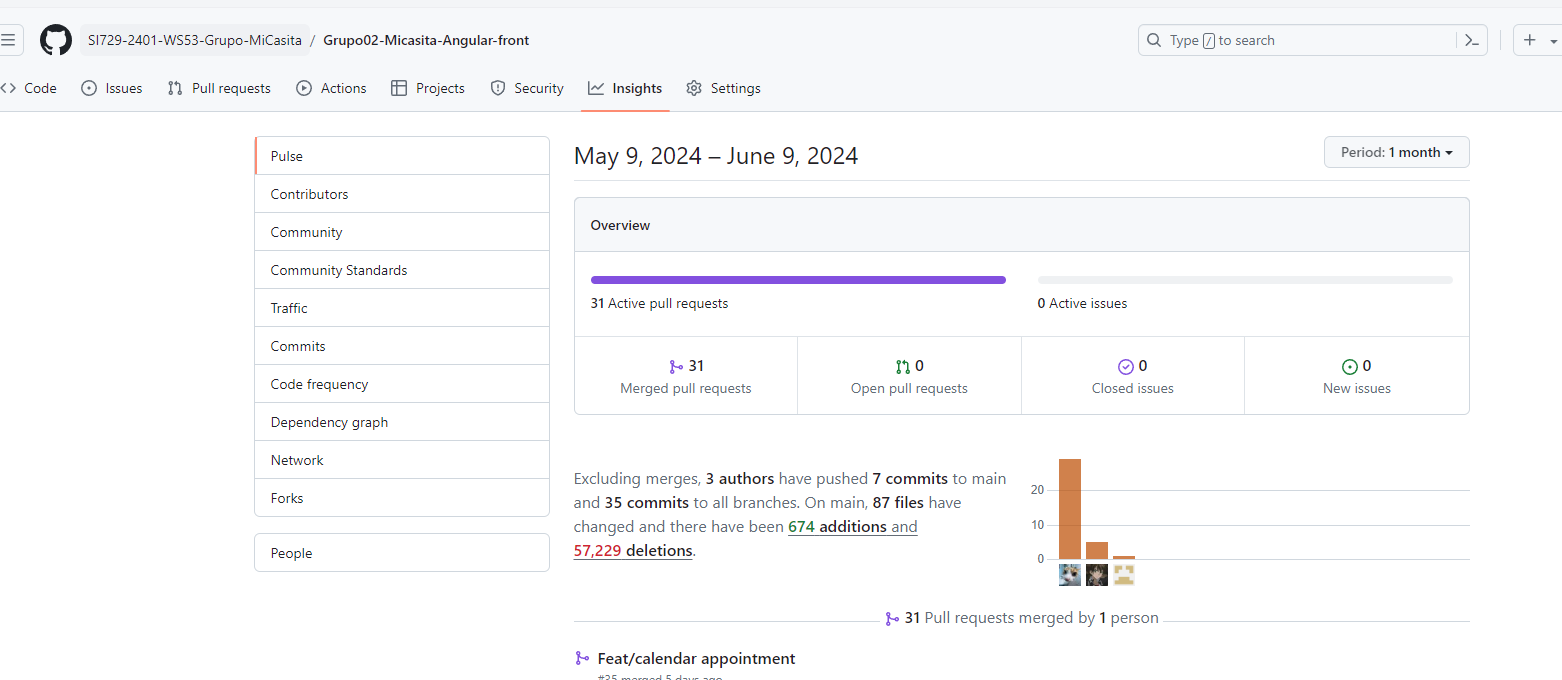 SI729-2401-WS53-Grupo-MiCasita / Grupo02-Micasita-Angular-front
Type / to search
Code Issues Pull requests Actions Projects Security Insights Settings
Pulse
Contributors
Community
Community Standards
Traffic
Commits
Code frequency
Dependency graph
Network
Forks
People
May 9, 2024 – June 9, 2024
Period: 1 month
Overview
31 Active pull requests
0 Active issues
31
Merged pull requests
0
Open pull requests
0
Closed issues
0
New issues
Excluding merges, 3 authors have pushed 7 commits to main
and 35 commits to all branches. On main, 87 files have
changed and there have been 674 additions and
57,229 deletions.
20
10
0
31 Pull requests merged by 1 person
Feat/calendar appointment
#35 merged 5 days ago